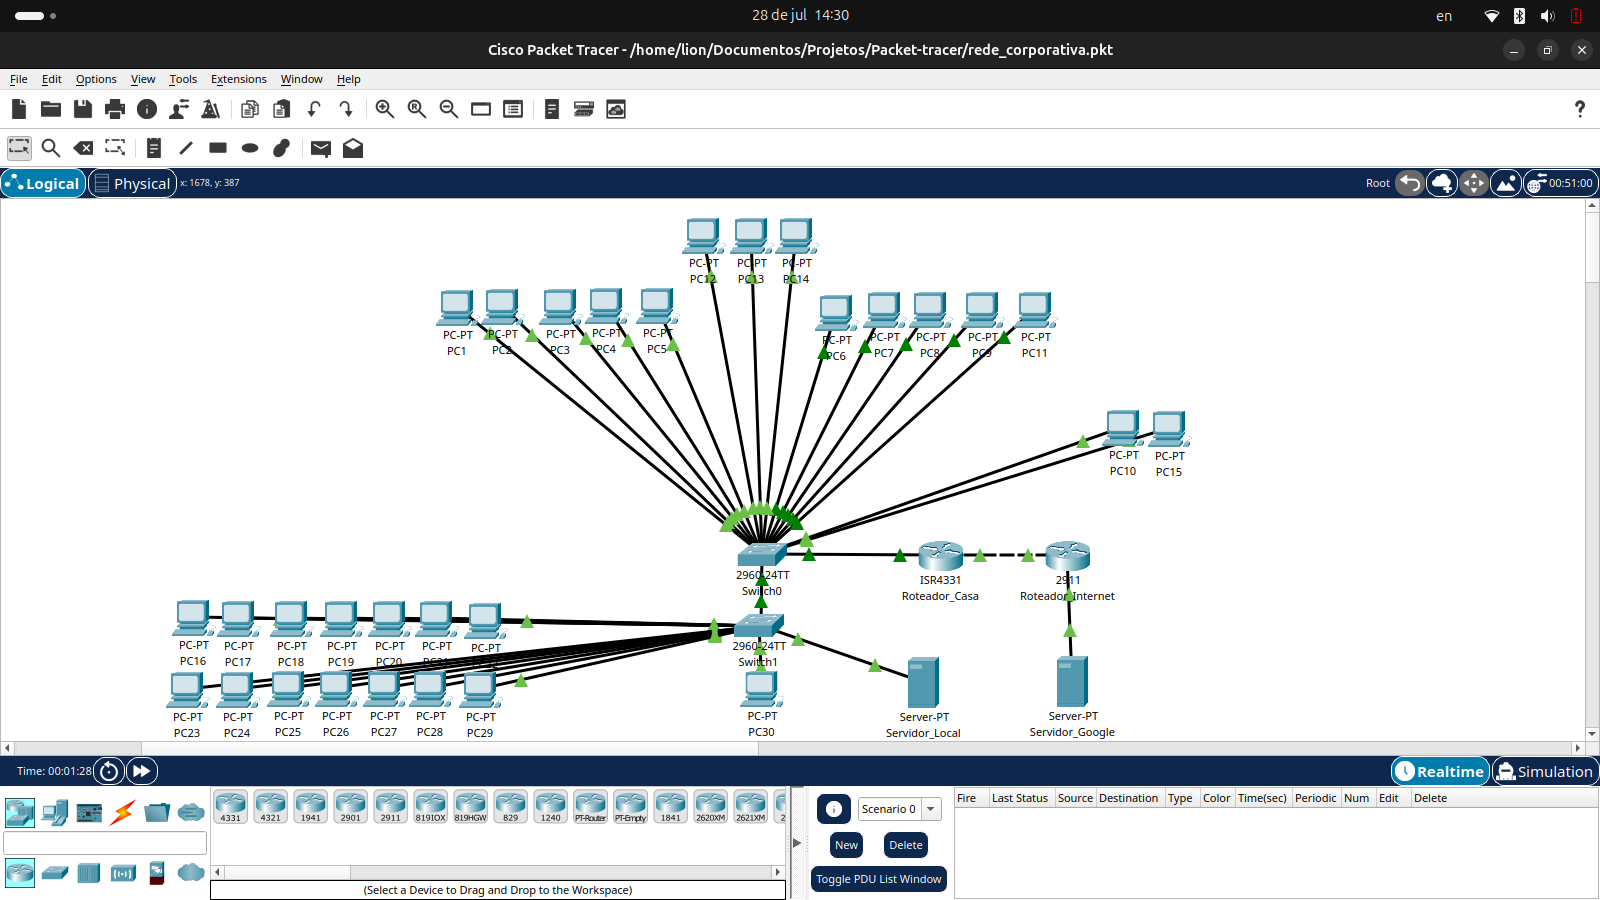 28 de jul 14:30
en
Cisco Packet Tracer - /home/lion/Documentos/Projetos/Packet-tracer/rede_corporativa.pkt
File Edit Options View Tools Extensions Window Help
Logical Physical x: 1678, y: 387 Root 00:51:00
PC-PT PC-PT PC-PT
PC12 PC13 PC14
PC-PT PC-PT PC-PT PC-PT PC-PT PC-PT PC-PT PC-PT PC-PT PC-PT
PC1 PC2 PC3 PC4 PC5 PC6 PC7 PC8 PC9 PC11
PC-PT PC-PT
PC10 PC15
2960-24TT ISR4331 2911
Switch0 Roteador_Casa Roteador_Internet
PC-PT PC-PT PC-PT PC-PT PC-PT PC-PT PC-PT 2960-24TT
PC16 PC17 PC18 PC19 PC20 Switch1
PC-PT PC-PT PC-PT PC-PT PC-PT PC-PT PC-PT PC-PT Server-PT Server-PT
PC23 PC24 PC25 PC26 PC27 PC28 PC29 PC30 Servidor_Local Servidor_Google
Time: 00:01:28 Realtime Simulation
4331 4321 1941 2901 2911 819IOX 819HGW 829 1240 PT-Router PT-Empty 1841 2620XM 2621XM
(Select a Device to Drag and Drop to the Workspace)
Scenario 0
New Delete
Toggle PDU List Window
Fire Last Status Source Destination Type Color Time(sec) Periodic Num Edit Delete